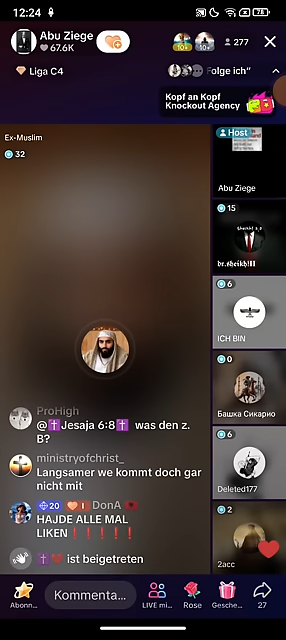 12:24
78
Abu Ziege
67.6K
10+
10+
277
Liga C4
Folge ich“
Kopf an Kopf
Knockout Agency
Ex-Muslim
32
Host
Abu Ziege
15
dr.sheikh!!!
6
ICH BIN
0
Башка Сикарио
6
Deleted177
2
2acc
ProHigh
@✝️Jesaja 6:8✝️ was den z.
B?
ministryofchrist_
Langsamer we kommt doch gar
nicht mit
20 I DonA
HAJDE ALLE MAL
LIKEN❗❗❗❗❗
✝️❤️ ist beigetreten
Abonn...
Kommenta...
LIVE mi...
Rose
Gesche...
27